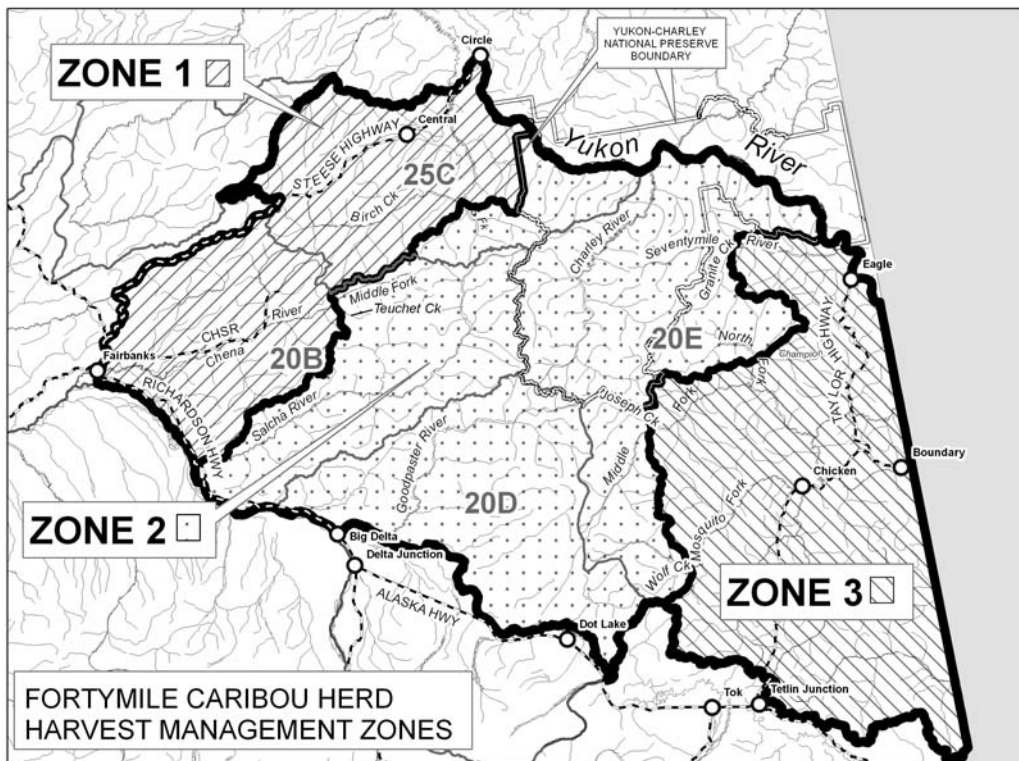 Circle
YUKON-CHARLEY
NATIONAL PRESERVE
BOUNDARY
ZONE 1
Central
STEESE HIGHWAY
Yukon River
25C
Birch Ck
Fk
Charley River
Seventymile River
Granite Ck
Eagle
Middle Fork
Teuchet Ck
CHSR
Chena River
20B
20E
North Fork
Champion
TAYLOR HIGHWAY
Fairbanks
RICHARDSON HWY
Salcha River
Joseph Ck
Middle Fork
Goodpaster River
Boundary
Chicken
Mosquito Fork
20D
ZONE 2
Big Delta
Delta Junction
Wolf Ck
ZONE 3
ALASKA HWY
Dot Lake
Tok
Tetlin Junction
FORTYMILE CARIBOU HERD
HARVEST MANAGEMENT ZONES